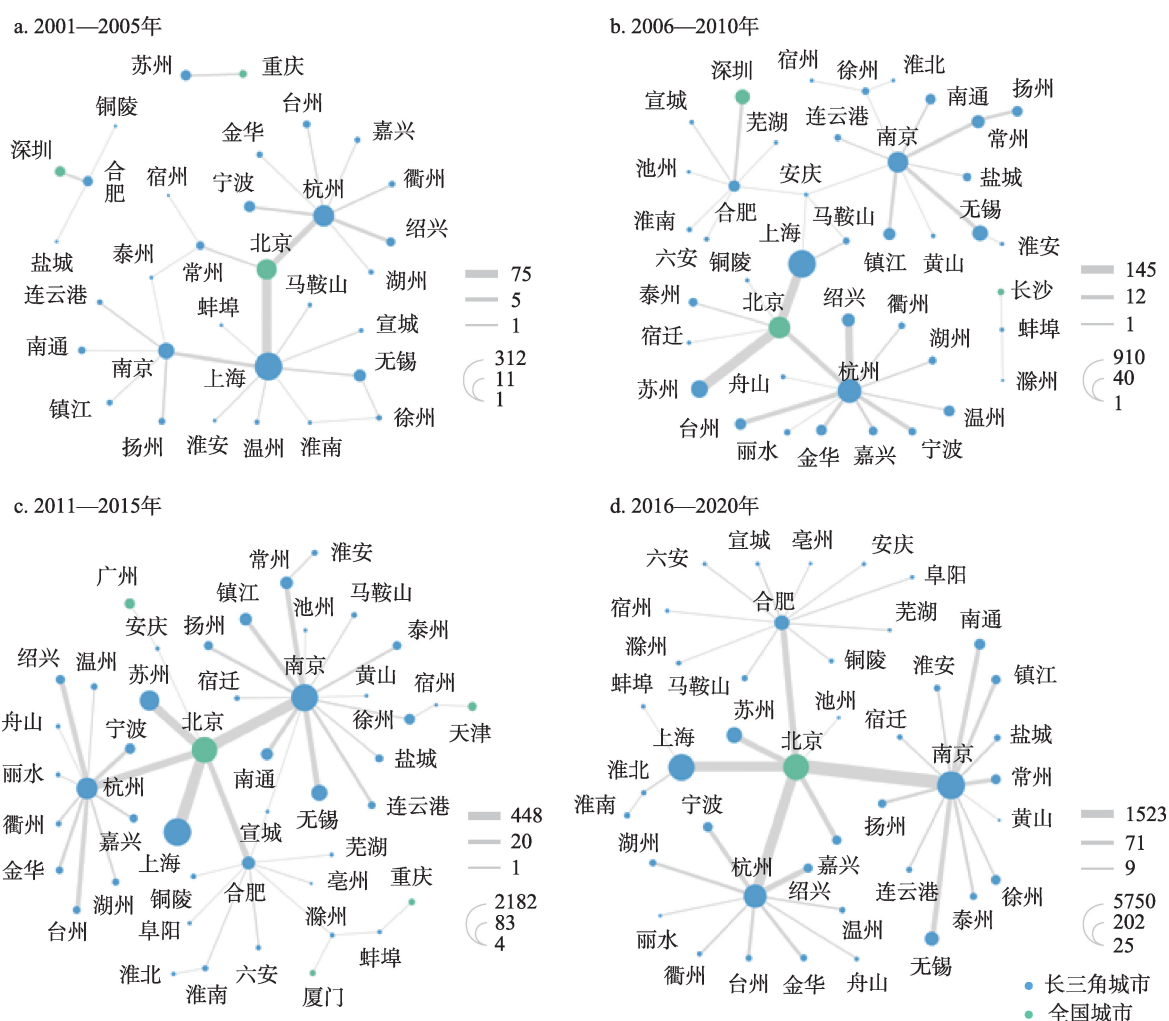 a. 2001—2005年
苏州
重庆
铜陵
台州
金华
嘉兴
深圳
合肥
宿州
宁波
杭州
衢州
绍兴
北京
泰州
常州
湖州
盐城
马鞍山
连云港
蚌埠
宣城
75
5
1
南通
南京
上海
无锡
312
11
1
镇江
徐州
扬州
淮安
温州
淮南
b. 2006—2010年
宿州
徐州
淮北
深圳
宣城
南通
扬州
芜湖
连云港
南京
常州
池州
安庆
盐城
淮南
合肥
马鞍山
无锡
上海
淮安
六安
铜陵
镇江
黄山
泰州
北京
绍兴
衢州
长沙
145
12
1
宿迁
湖州
蚌埠
苏州
舟山
杭州
滁州
910
40
1
台州
温州
丽水
金华
嘉兴
宁波
c. 2011—2015年
常州
淮安
广州
镇江
池州
马鞍山
安庆
扬州
泰州
绍兴
温州
苏州
宿迁
南京
黄山
宿州
舟山
宁波
北京
徐州
天津
丽水
杭州
南通
盐城
衢州
嘉兴
上海
宣城
无锡
连云港
448
20
1
金华
铜陵
合肥
芜湖
亳州
重庆
湖州
台州
阜阳
滁州
2182
83
4
淮北
淮南
六安
蚌埠
厦门
d. 2016—2020年
六安
宣城
亳州
安庆
阜阳
宿州
合肥
芜湖
南通
滁州
铜陵
淮安
镇江
蚌埠
马鞍山
苏州
池州
宿迁
上海
北京
南京
盐城
淮北
常州
淮南
宁波
扬州
黄山
1523
71
9
湖州
杭州
嘉兴
绍兴
连云港
徐州
泰州
丽水
温州
5750
202
25
衢州
台州
金华
舟山
无锡
长三角城市
全国城市